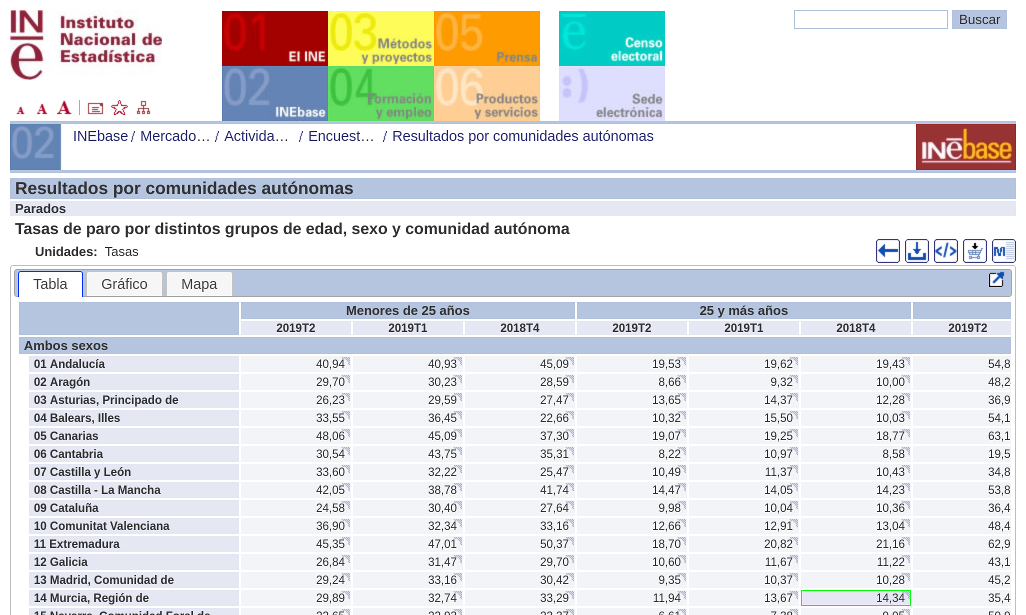 Instituto
Nacional de
Estadística
A A A
01 El INE
03 Métodos y proyectos
05 Prensa
ē Censo electoral
02 INEbase
04 Formación y empleo
06 Productos y servicios
:) Sede electrónica
Buscar
02
INEbase / Mercado… / Activida… / Encuest… / Resultados por comunidades autónomas
INēbase
Resultados por comunidades autónomas
Parados
Tasas de paro por distintos grupos de edad, sexo y comunidad autónoma
Unidades: Tasas
Tabla Gráfico Mapa
Menores de 25 años 25 y más años
2019T2 2019T1 2018T4 2019T2 2019T1 2018T4 2019T2
Ambos sexos
01 Andalucía 40,94 40,93 45,09 19,53 19,62 19,43 54,8
02 Aragón 29,70 30,23 28,59 8,66 9,32 10,00 48,2
03 Asturias, Principado de 26,23 29,59 27,47 13,65 14,37 12,28 36,9
04 Balears, Illes 33,55 36,45 22,66 10,32 15,50 10,03 54,1
05 Canarias 48,06 45,09 37,30 19,07 19,25 18,77 63,1
06 Cantabria 30,54 43,75 35,31 8,22 10,97 8,58 19,5
07 Castilla y León 33,60 32,22 25,47 10,49 11,37 10,43 34,8
08 Castilla - La Mancha 42,05 38,78 41,74 14,47 14,05 14,23 53,8
09 Cataluña 24,58 30,40 27,64 9,98 10,04 10,36 36,4
10 Comunitat Valenciana 36,90 32,34 33,16 12,66 12,91 13,04 48,4
11 Extremadura 45,35 47,01 50,37 18,70 20,82 21,16 62,9
12 Galicia 26,84 31,47 29,70 10,60 11,67 11,22 43,1
13 Madrid, Comunidad de 29,24 33,16 30,42 9,35 10,37 10,28 45,2
14 Murcia, Región de 29,89 32,74 33,29 11,94 13,67 14,34 35,4